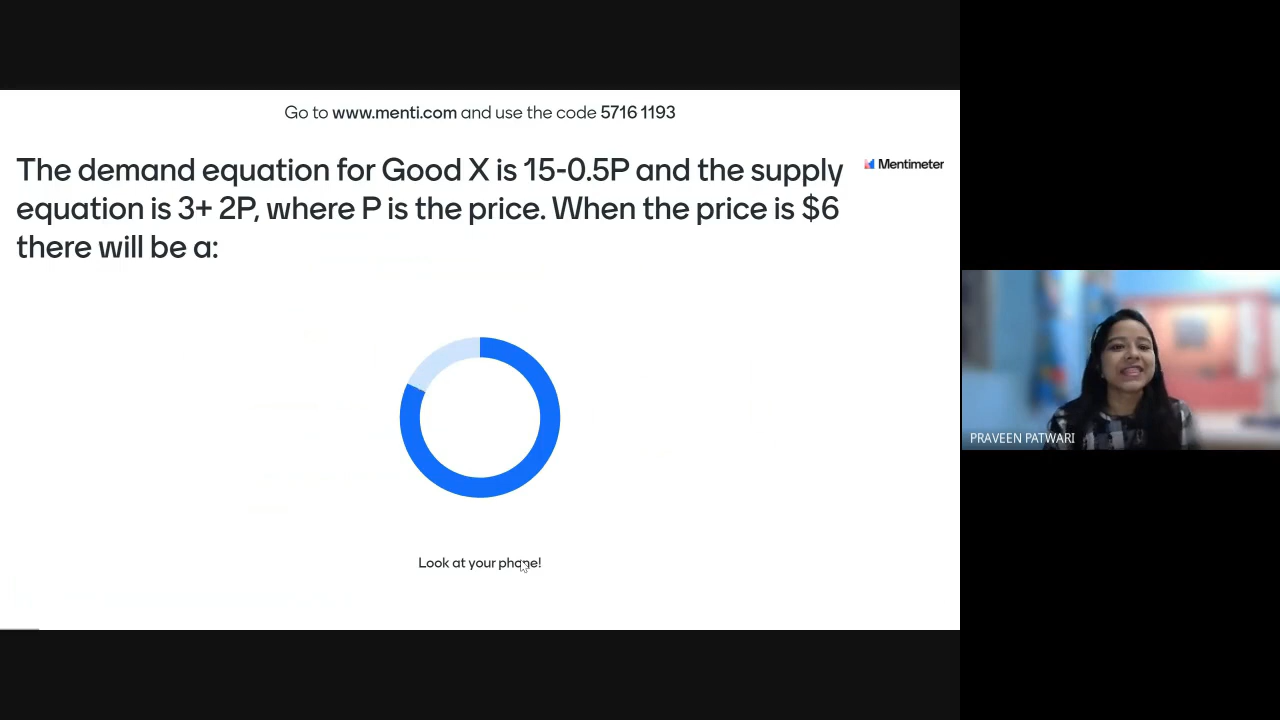 Go to www.menti.com and use the code 5716 1193
The demand equation for Good X is 15-0.5P and the supply
equation is 3+ 2P, where P is the price. When the price is $6
there will be a:
Mentimeter
Look at your phone!
PRAVEEN PATWARI